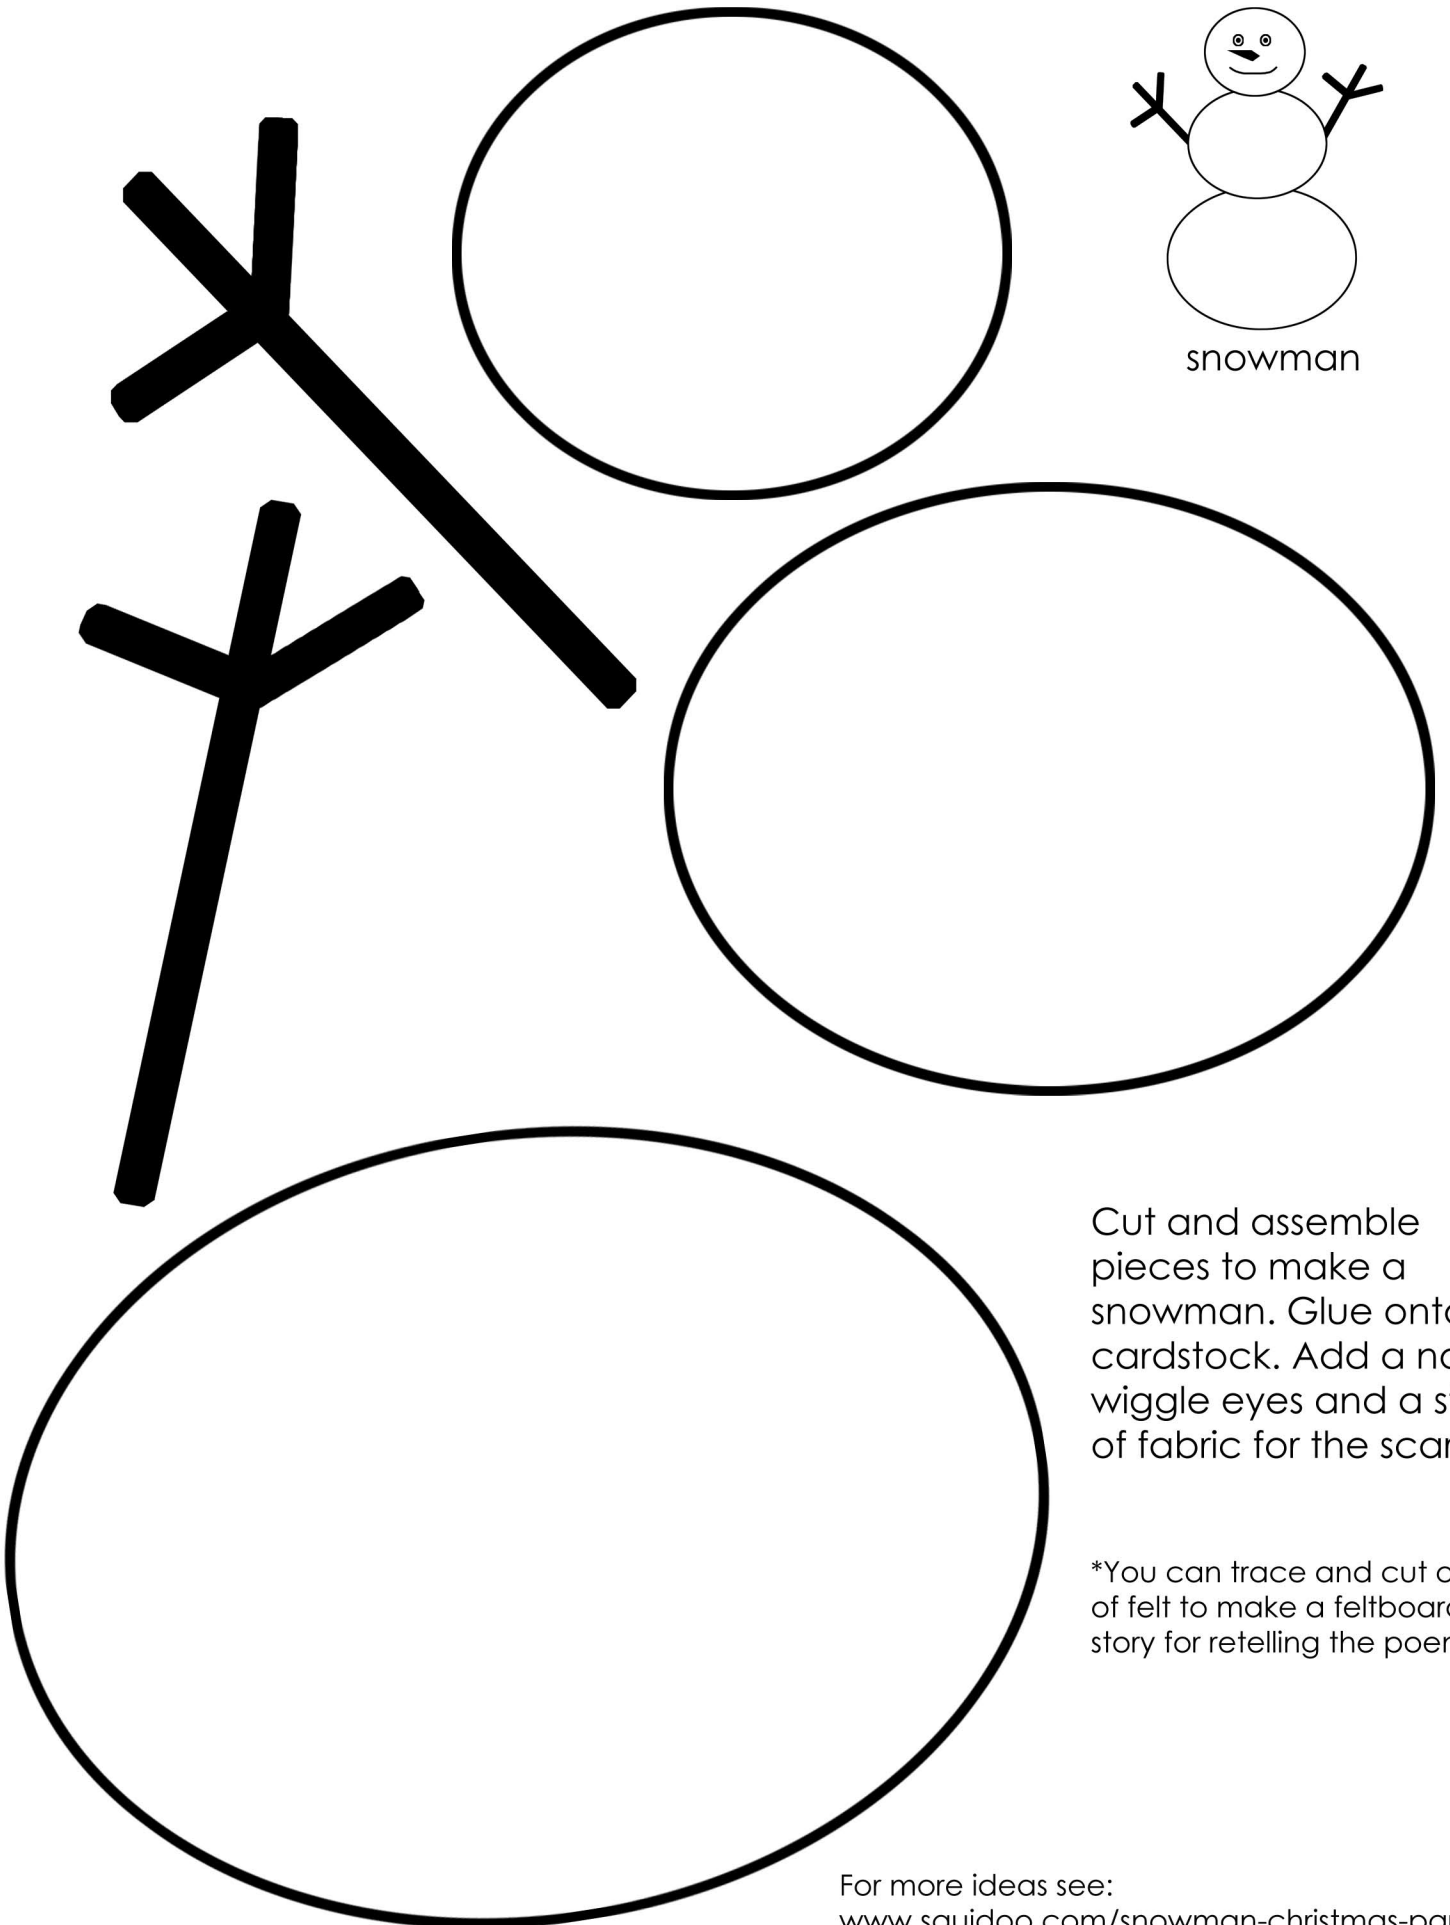 snowman
Cut and assemble
pieces to make a
snowman. Glue onto
cardstock. Add a
wiggle eyes and a
of fabric for the
*You can trace and cut
of felt to make a feltboard
story for retelling the
For more ideas see: